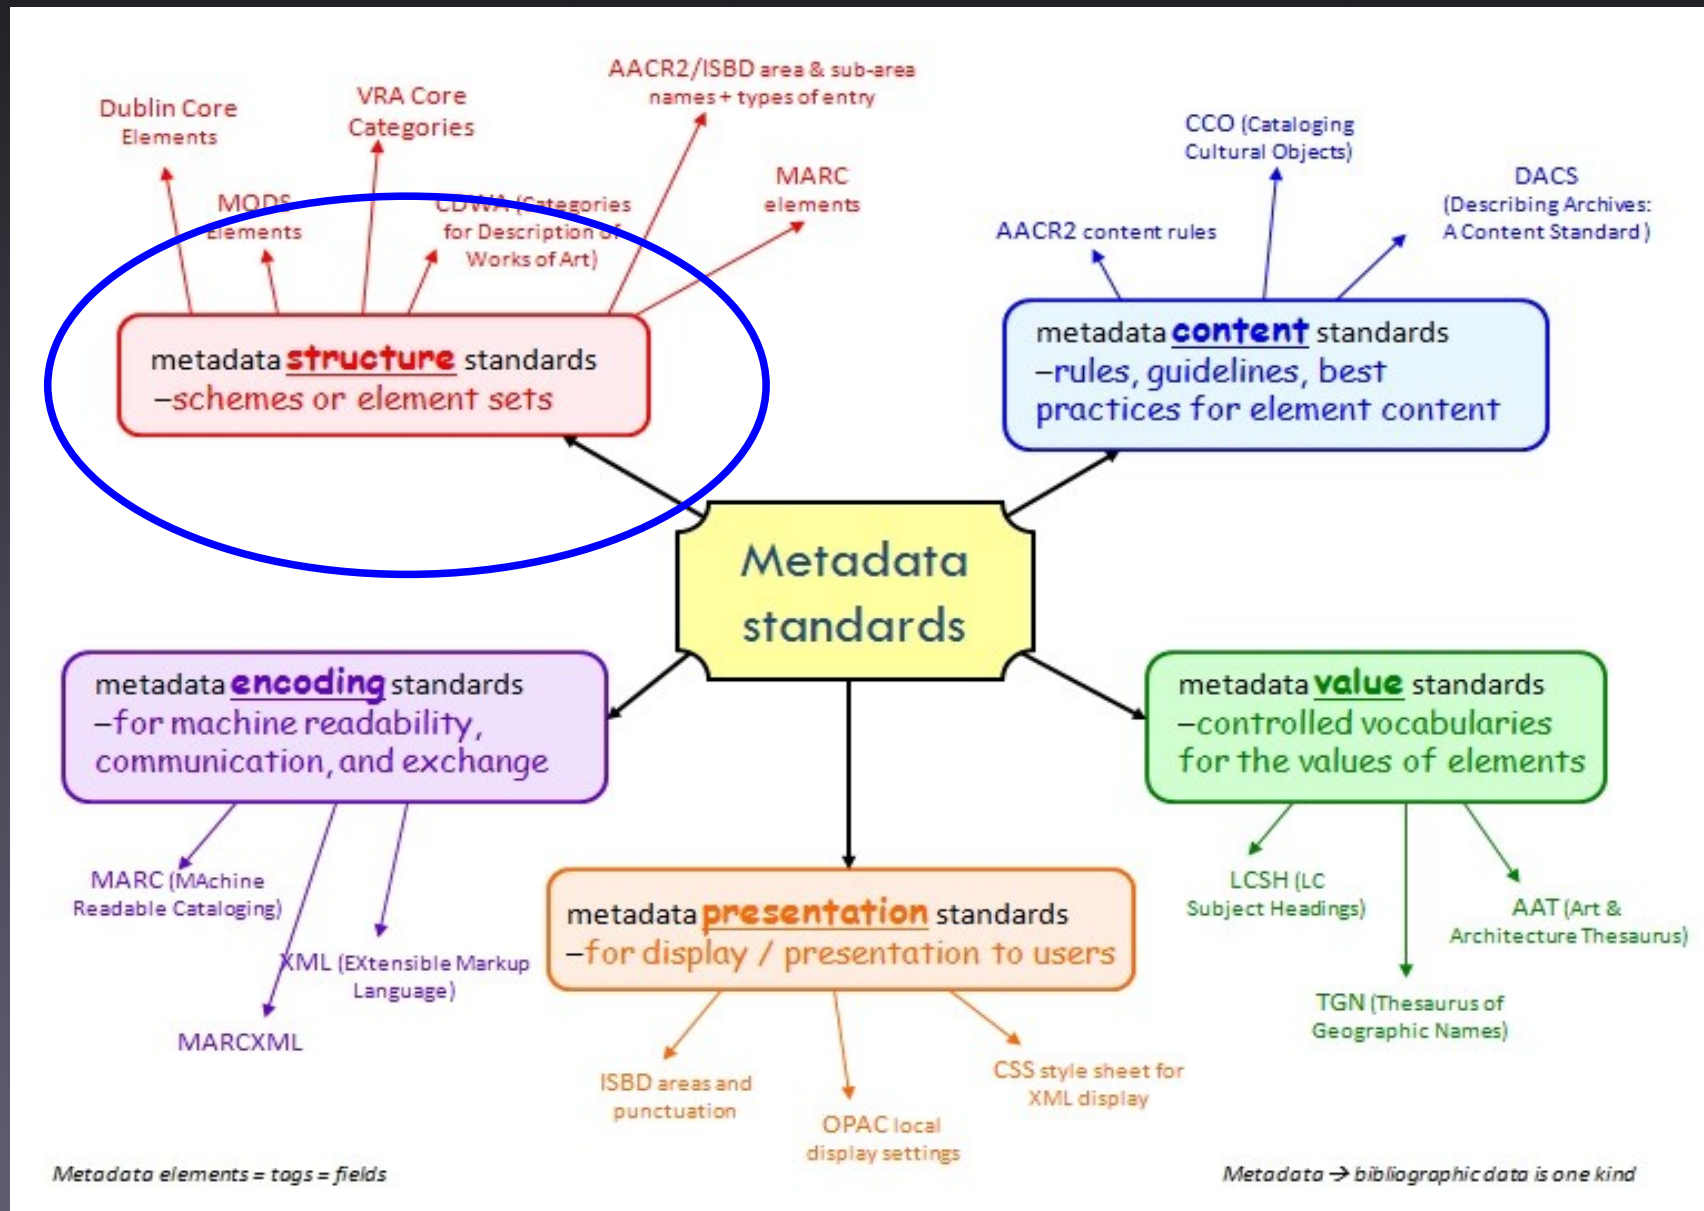 Dublin Core
Elements
VRA Core
Categories
AACR2/ISBD area & sub-area
names + types of entry
MODS
Elements
CDWA (Categories
for Description of
Works of Art)
MARC
elements
metadata structure standards
–schemes or element sets
CCO (Cataloging
Cultural Objects)
AACR2 content rules
DACS
(Describing Archives:
A Content Standard )
metadata content standards
–rules, guidelines, best
practices for element content
Metadata
standards
metadata encoding standards
–for machine readability,
communication, and exchange
MARC (MAchine
Readable Cataloging)
XML (EXtensible Markup
Language)
MARCXML
metadata presentation standards
–for display / presentation to users
ISBD areas and
punctuation
OPAC local
display settings
CSS style sheet for
XML display
metadata value standards
–controlled vocabularies
for the values of elements
LCSH (LC
Subject Headings)
AAT (Art &
Architecture Thesaurus)
TGN (Thesaurus of
Geographic Names)
Metadata elements = tags = fields
Metadata → bibliographic data is one kind